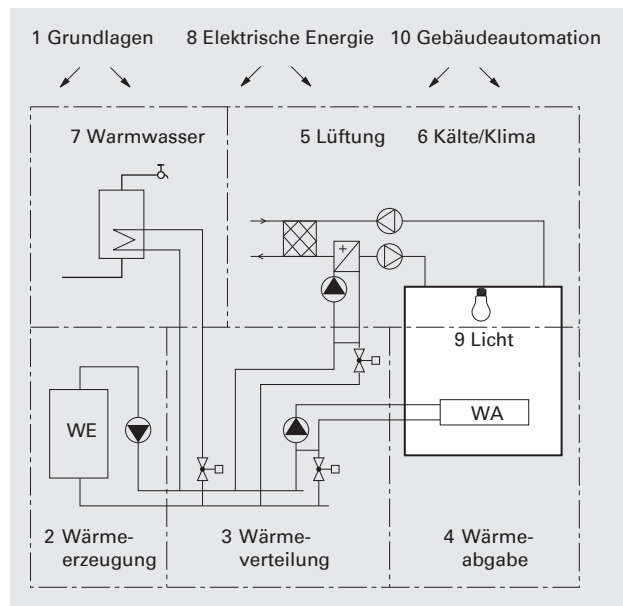 1 Grundlagen 8 Elektrische Energie 10 Gebäudeautomation
7 Warmwasser 5 Lüftung 6 Kälte/Klima
+
9 Licht
WE
WA
2 Wärme- 3 Wärme- 4 Wärme-
erzeugung verteilung abgabe